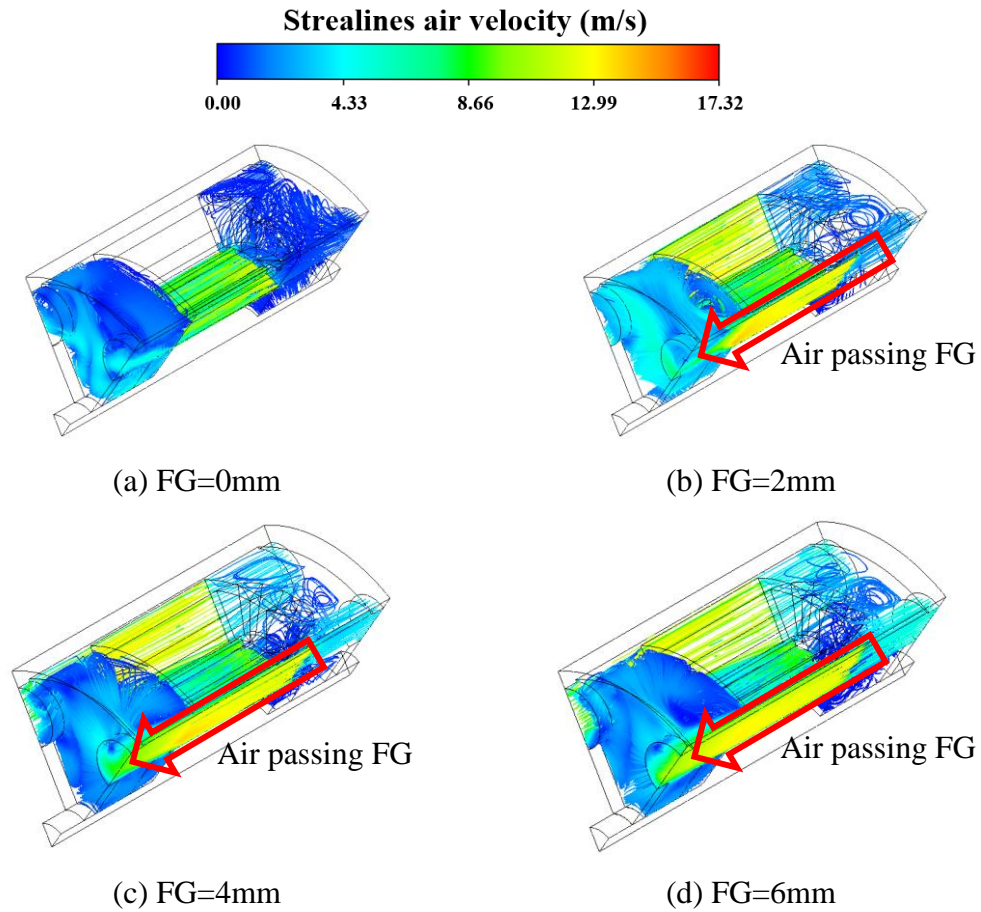 Strealines air velocity (m/s)
0.00 4.33 8.66 12.99 17.32
Air passing FG
(a) FG=0mm (b) FG=2mm
Air passing FG Air passing FG
(c) FG=4mm (d) FG=6mm